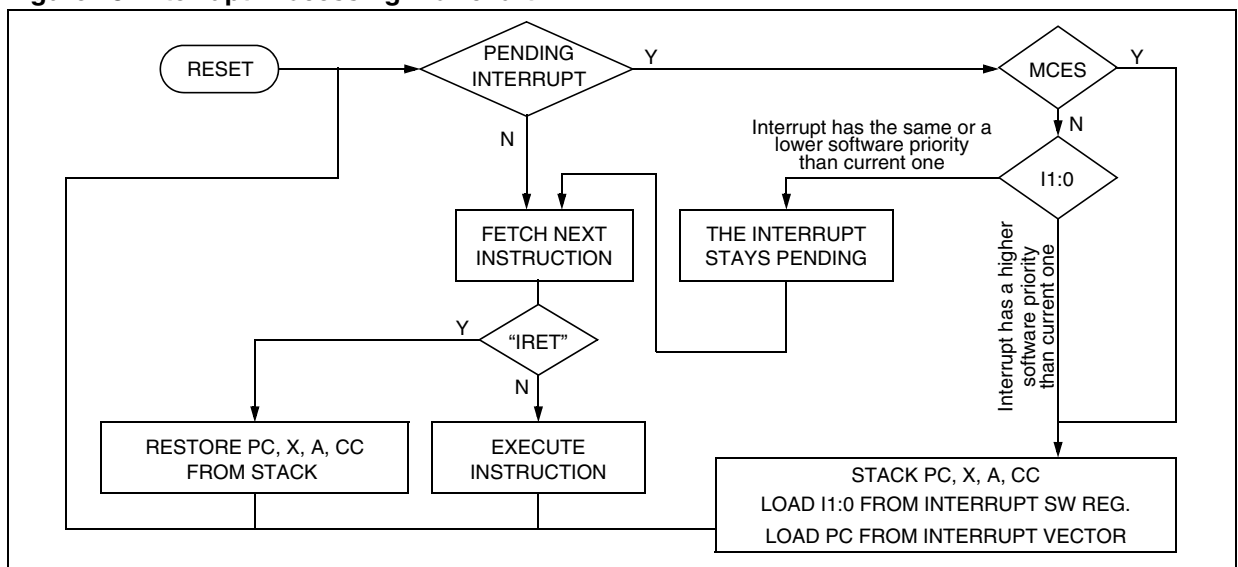 RESET
PENDING
INTERRUPT
Y
N
MCES
Y
N
Interrupt has the same or a
lower software priority
than current one
I1:0
FETCH NEXT
INSTRUCTION
THE INTERRUPT
STAYS PENDING
Interrupt has a higher
software priority
than current one
“IRET”
Y
N
RESTORE PC, X, A, CC
FROM STACK
EXECUTE
INSTRUCTION
STACK PC, X, A, CC
LOAD I1:0 FROM INTERRUPT SW REG.
LOAD PC FROM INTERRUPT VECTOR